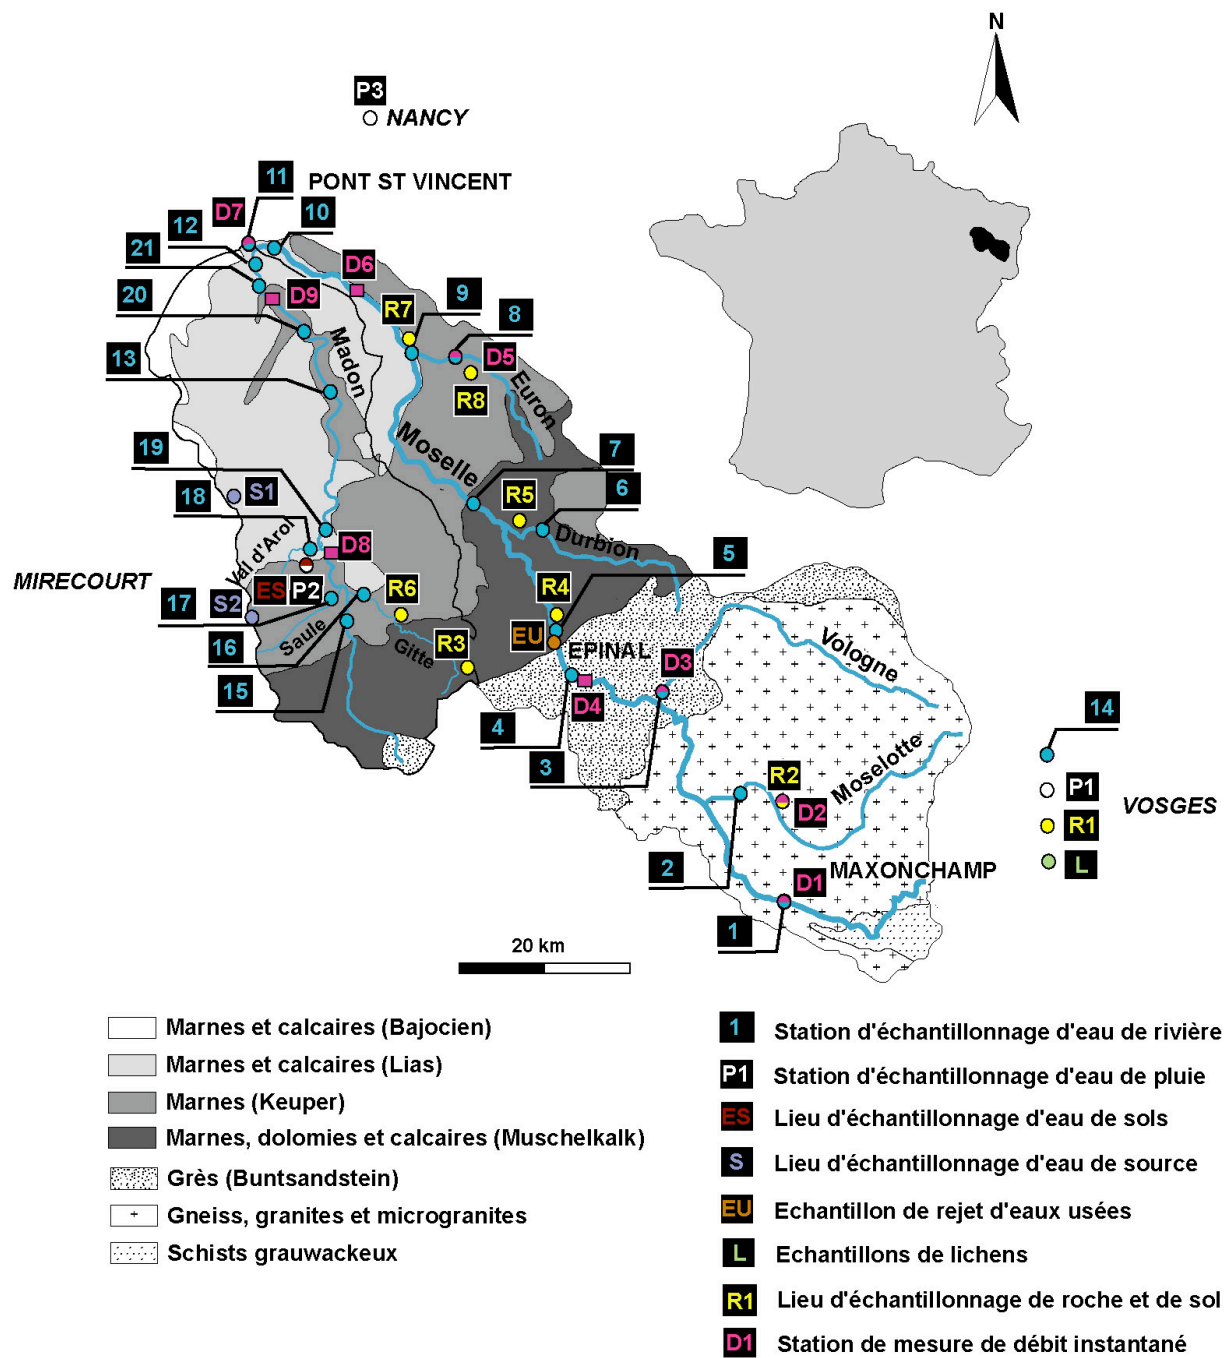 N
P3
NANCY
11
PONT ST VINCENT
D7
12
10
21
D6
20
D9
R7
9
8
13
Madon
D5
R8
Euron
Moselle
19
7
18
S1
R5
6
Val d'Arol
D8
Durbion
5
MIRECOURT
ES
P2
R6
R4
17
S2
Saule
EU
16
Gitte
R3
EPINAL
D3
Vologne
15
D4
4
14
3
R2
Moselotte
P1
D2
R1
VOSGES
2
MAXONCHAMP
L
D1
1
20 km
Marnes et calcaires (Bajocien)
Marnes et calcaires (Lias)
Marnes (Keuper)
Marnes, dolomies et calcaires (Muschelkalk)
Grès (Buntsandstein)
Gneiss, granites et microgranites
Schists grauwackeux
1 Station d'échantillonnage d'eau de rivière
P1 Station d'échantillonnage d'eau de pluie
ES Lieu d'échantillonnage d'eau de sols
S Lieu d'échantillonnage d'eau de source
EU Echantillon de rejet d'eaux usées
L Echantillons de lichens
R1 Lieu d'échantillonnage de roche et de sol
D1 Station de mesure de débit instantané